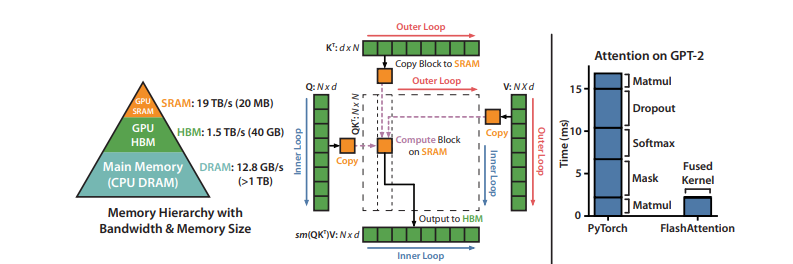 GPU
SRAM
GPU
HBM
Main Memory
(CPU DRAM)
SRAM: 19 TB/s (20 MB)
HBM: 1.5 TB/s (40 GB)
DRAM: 12.8 GB/s
(>1 TB)
Memory Hierarchy with
Bandwidth & Memory Size
Outer Loop
Kᵀ: d x N
Copy Block to SRAM
Outer Loop
Q: N x d
V: N X d
QKᵀ: N x N
Copy
Copy
Compute Block
on SRAM
Inner Loop
Inner Loop
Outer Loop
Output to HBM
sm(QKᵀ)V: N x d
Inner Loop
Attention on GPT-2
Time (ms)
15
10
5
0
Matmul
Dropout
Softmax
Mask
Matmul
Fused
Kernel
PyTorch
FlashAttention